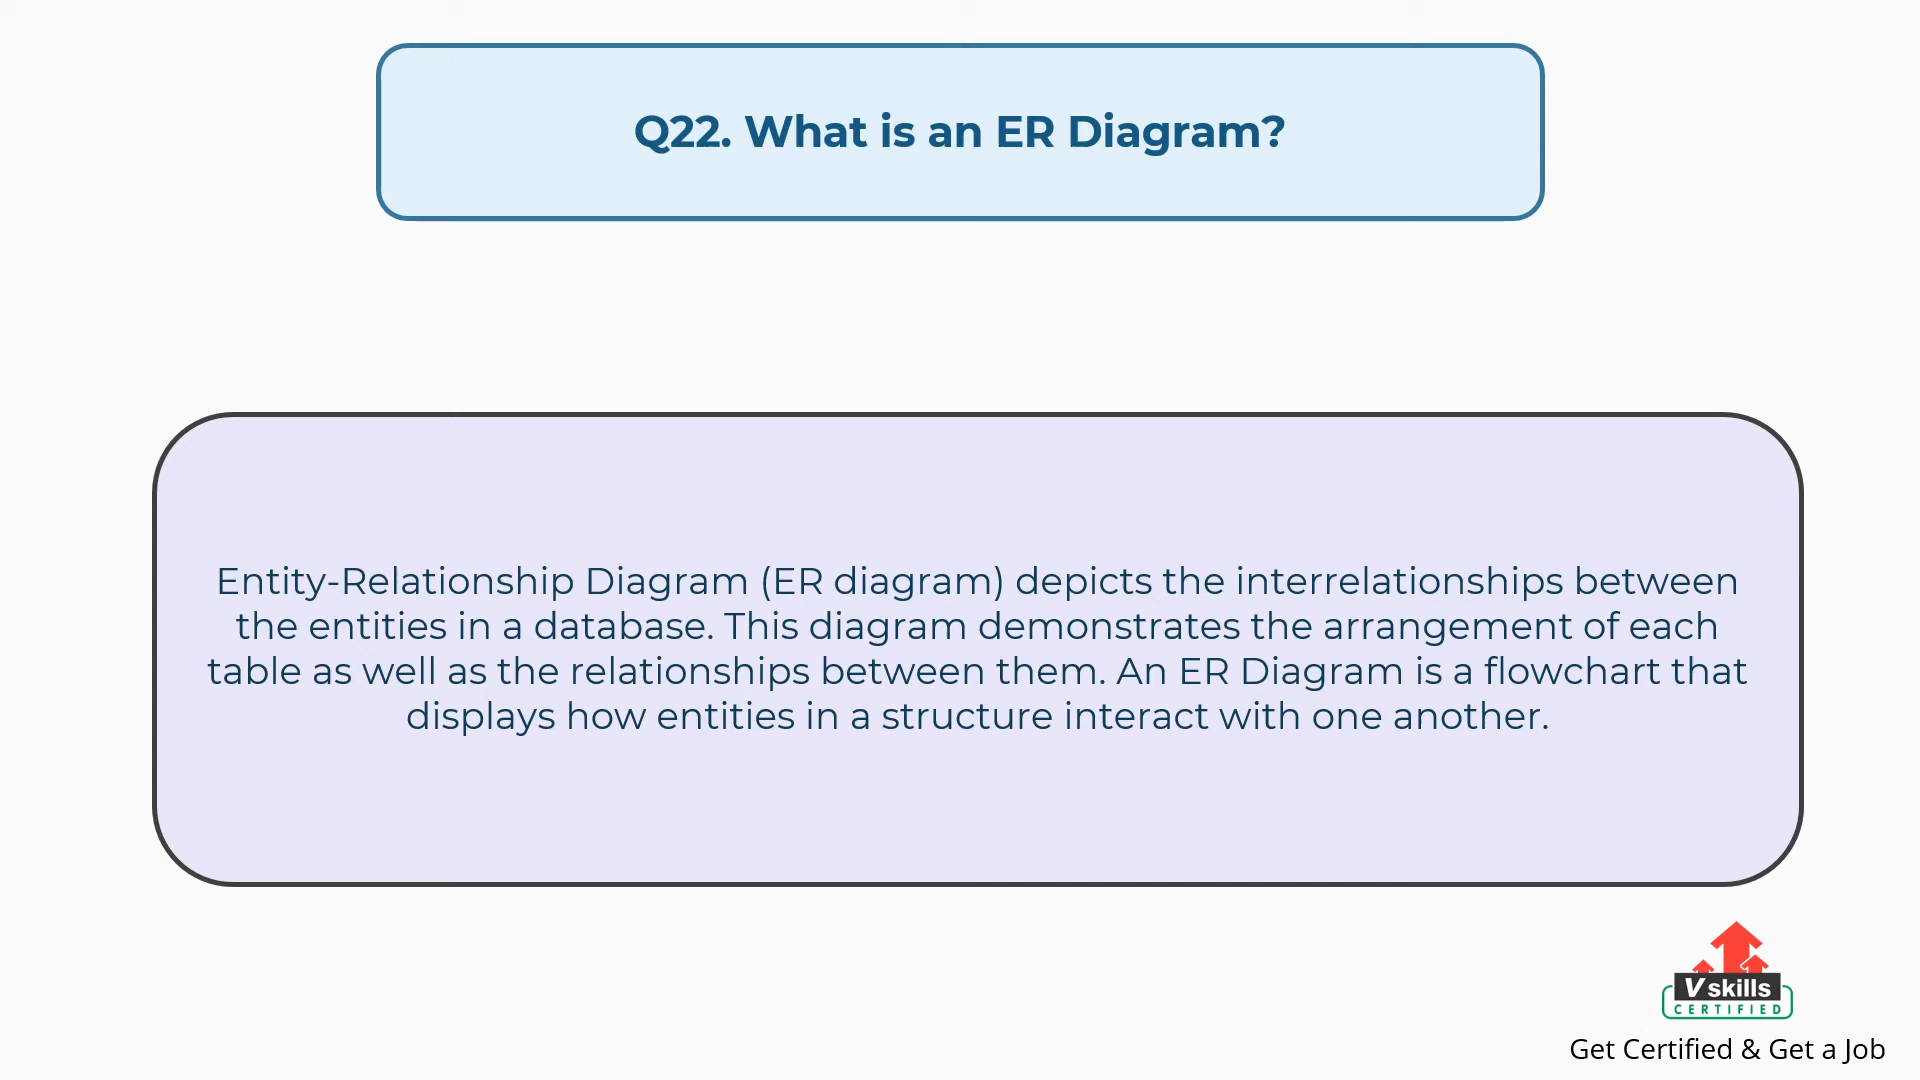 Q22. What is an ER Diagram?
Entity-Relationship Diagram (ER diagram) depicts the interrelationships between
the entities in a database. This diagram demonstrates the arrangement of each
table as well as the relationships between them. An ER Diagram is a flowchart that
displays how entities in a structure interact with one another.
Vskills
CERTIFIED
Get Certified & Get a Job